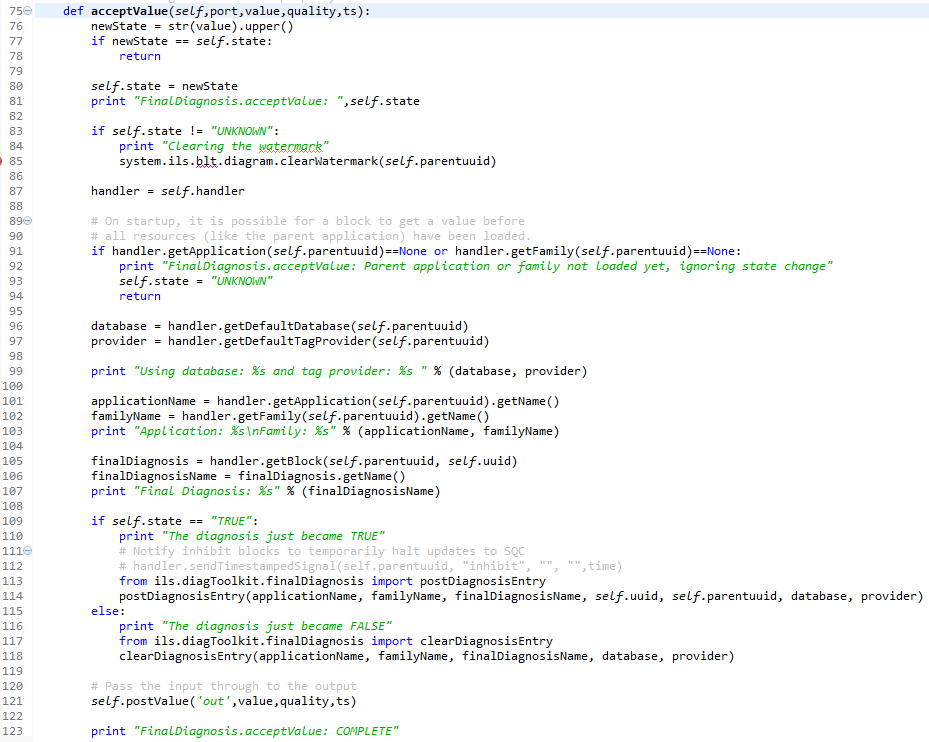 75 def acceptValue(self,port,value,quality,ts):
76 newState = str(value).upper()
77 if newState == self.state:
78 return
79
80 self.state = newState
81 print "FinalDiagnosis.acceptValue: ",self.state
82
83 if self.state != "UNKNOWN":
84 print "Clearing the watermark"
85 system.ils.blt.diagram.clearWatermark(self.parentuuid)
86
87 handler = self.handler
88
89 # On startup, it is possible for a block to get a value before
90 # all resources (like the parent application) have been loaded.
91 if handler.getApplication(self.parentuuid)==None or handler.getFamily(self.parentuuid)==None:
92 print "FinalDiagnosis.acceptValue: Parent application or family not loaded yet, ignoring state change"
93 self.state = "UNKNOWN"
94 return
95
96 database = handler.getDefaultDatabase(self.parentuuid)
97 provider = handler.getDefaultTagProvider(self.parentuuid)
98
99 print "Using database: %s and tag provider: %s " % (database, provider)
100
101 applicationName = handler.getApplication(self.parentuuid).getName()
102 familyName = handler.getFamily(self.parentuuid).getName()
103 print "Application: %s\nFamily: %s" % (applicationName, familyName)
104
105 finalDiagnosis = handler.getBlock(self.parentuuid, self.uuid)
106 finalDiagnosisName = finalDiagnosis.getName()
107 print "Final Diagnosis: %s" % (finalDiagnosisName)
108
109 if self.state == "TRUE":
110 print "The diagnosis just became TRUE"
111 # Notify inhibit blocks to temporarily halt updates to SQC
112 # handler.sendTimestampedSignal(self.parentuuid, "inhibit", "", "",time)
113 from ils.diagToolkit.finalDiagnosis import postDiagnosisEntry
114 postDiagnosisEntry(applicationName, familyName, finalDiagnosisName, self.uuid, self.parentuuid, database, provider)
115 else:
116 print "The diagnosis just became FALSE"
117 from ils.diagToolkit.finalDiagnosis import clearDiagnosisEntry
118 clearDiagnosisEntry(applicationName, familyName, finalDiagnosisName, database, provider)
119
120 # Pass the input through to the output
121 self.postValue('out',value,quality,ts)
122
123 print "FinalDiagnosis.acceptValue: COMPLETE"